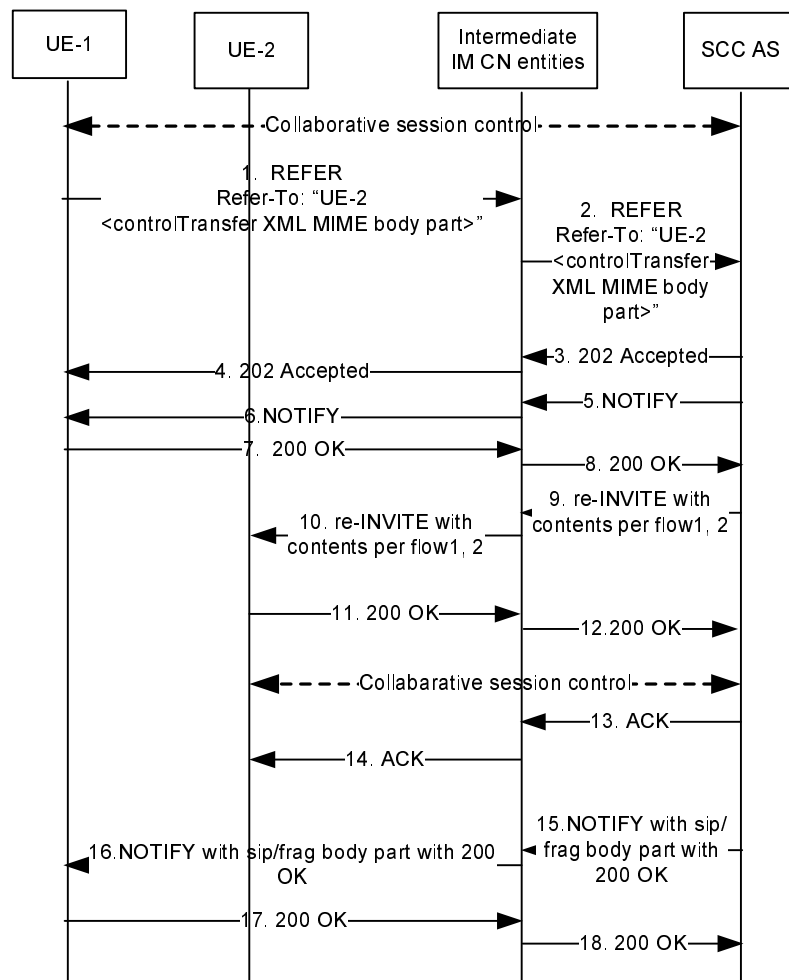 UE-1
UE-2
Intermediate
IM CN entities
SCC AS
Collaborative session control
1. REFER
Refer-To: “UE-2
<controlTransfer XML MIME body part>”
2. REFER
Refer-To: “UE-2
<controlTransfer
XML MIME body
part>”
3. 202 Accepted
4. 202 Accepted
5.NOTIFY
6.NOTIFY
7. 200 OK
8. 200 OK
9. re-INVITE with
contents per flow1, 2
10. re-INVITE with
contents per flow1, 2
11. 200 OK
12.200 OK
Collabarative session control
13. ACK
14. ACK
15.NOTIFY with sip/
frag body part with
200 OK
16.NOTIFY with sip/frag body part with 200
OK
17. 200 OK
18. 200 OK